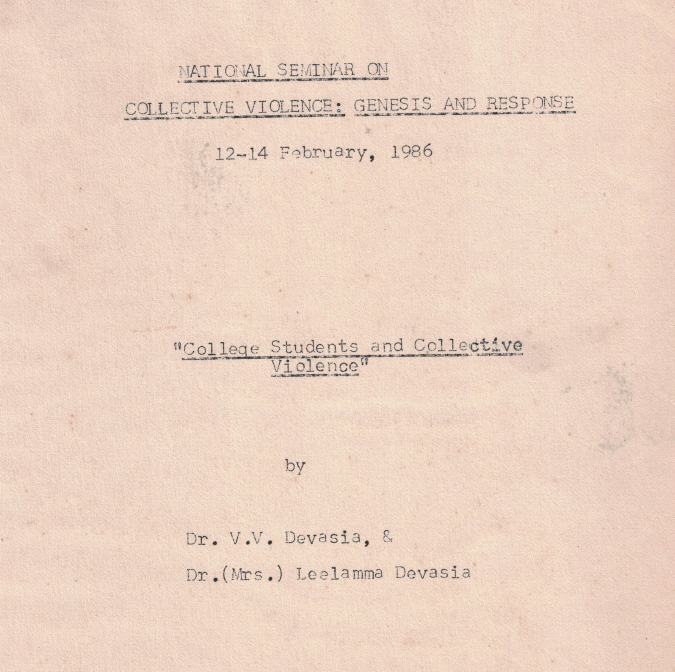 NATIONAL SEMINAR ON
COLLECTIVE VIOLENCE: GENESIS AND RESPONSE
12-14 February, 1986
"College Students and Collective
Violence"
by
Dr. V.V. Devasia, &
Dr.(Mrs.) Leelamma Devasia